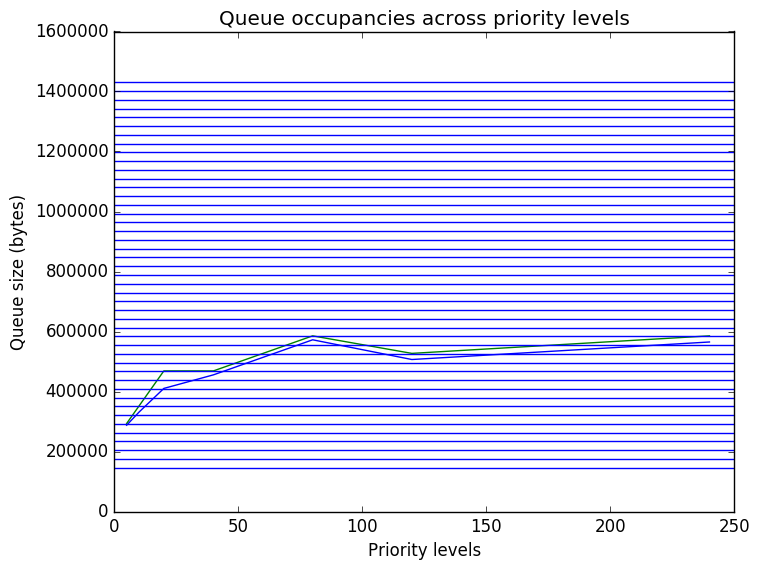 Queue occupancies across priority levels
1600000
1400000
1200000
1000000
800000
600000
400000
200000
0
Queue size (bytes)
0 50 100 150 200 250
Priority levels